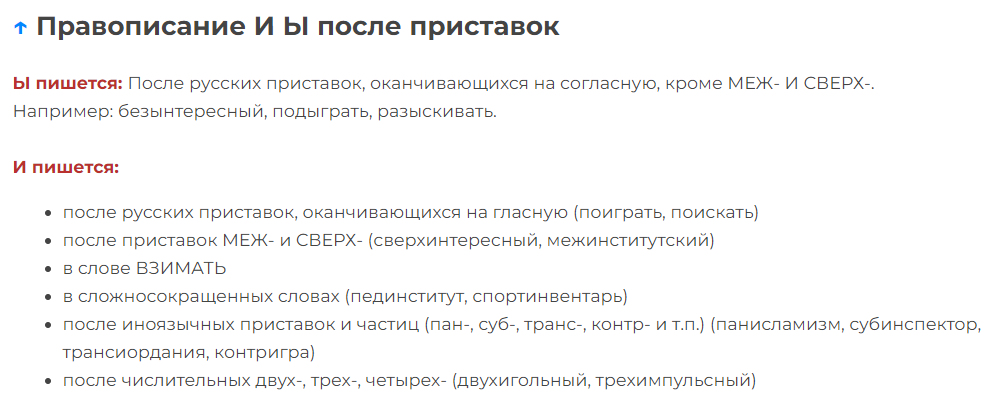 ↑ Правописание И Ы после приставок
Ы пишется: После русских приставок, оканчивающихся на согласную, кроме МЕЖ- И СВЕРХ-.
Например: безынтересный, подыграть, разыскивать.
И пишется:
• после русских приставок, оканчивающихся на гласную (поиграть, поискать)
• после приставок МЕЖ- и СВЕРХ- (сверхинтересный, межинститутский)
• в слове ВЗИМАТЬ
• в сложносокращенных словах (пединститут, спортинвентарь)
• после иноязычных приставок и частиц (пан-, суб-, транс-, контр- и т.п.) (панисламизм, субинспектор,
трансиордания, контригра)
• после числительных двух-, трех-, четырех- (двухигольный, трехимпульсный)